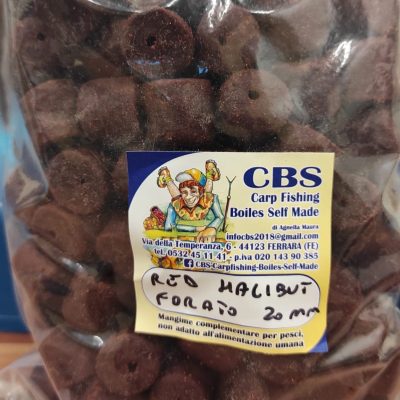 CBS
Carp Fishing
Boiles Self Made
di Agnella Maura
infocbs2018@gmail.com
Via della Temperanza, 6 - 44123 FERRARA (FE)
tel. 0532 45 11 41 - p.iva 020 143 90 385
CBS-Carpfishing-Boiles-Self-Made
RED HALIBUT
FORATO 20 mm
Mangime complementare per pesci,
non adatto all'alimentazione umana